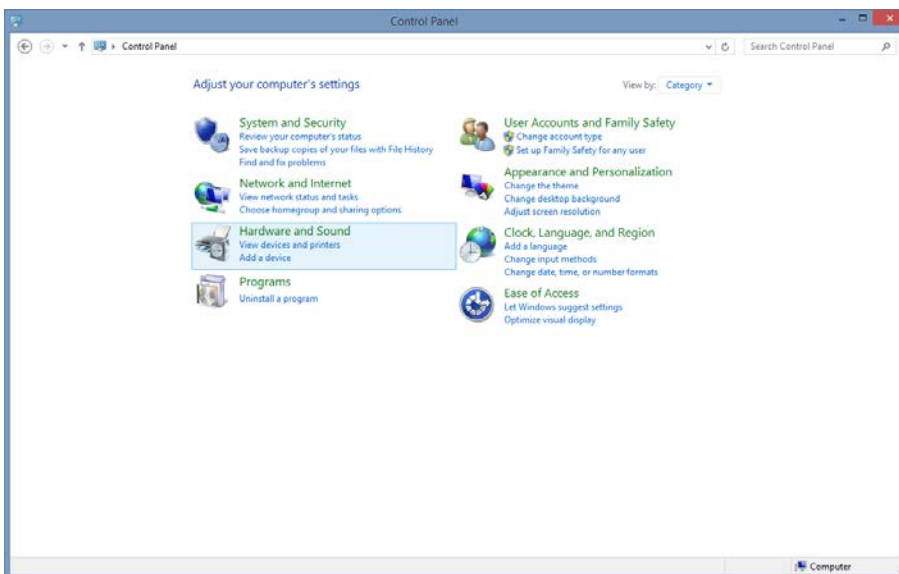 Control Panel
Control Panel
Search Control Panel
Adjust your computer's settings
View by: Category
System and Security
Review your computer's status
Save backup copies of your files with File History
Find and fix problems
Network and Internet
View network status and tasks
Choose homegroup and sharing options
Hardware and Sound
View devices and printers
Add a device
Programs
Uninstall a program
User Accounts and Family Safety
Change account type
Set up Family Safety for any user
Appearance and Personalization
Change the theme
Change desktop background
Adjust screen resolution
Clock, Language, and Region
Add a language
Change input methods
Change date, time, or number formats
Ease of Access
Let Windows suggest settings
Optimize visual display
Computer